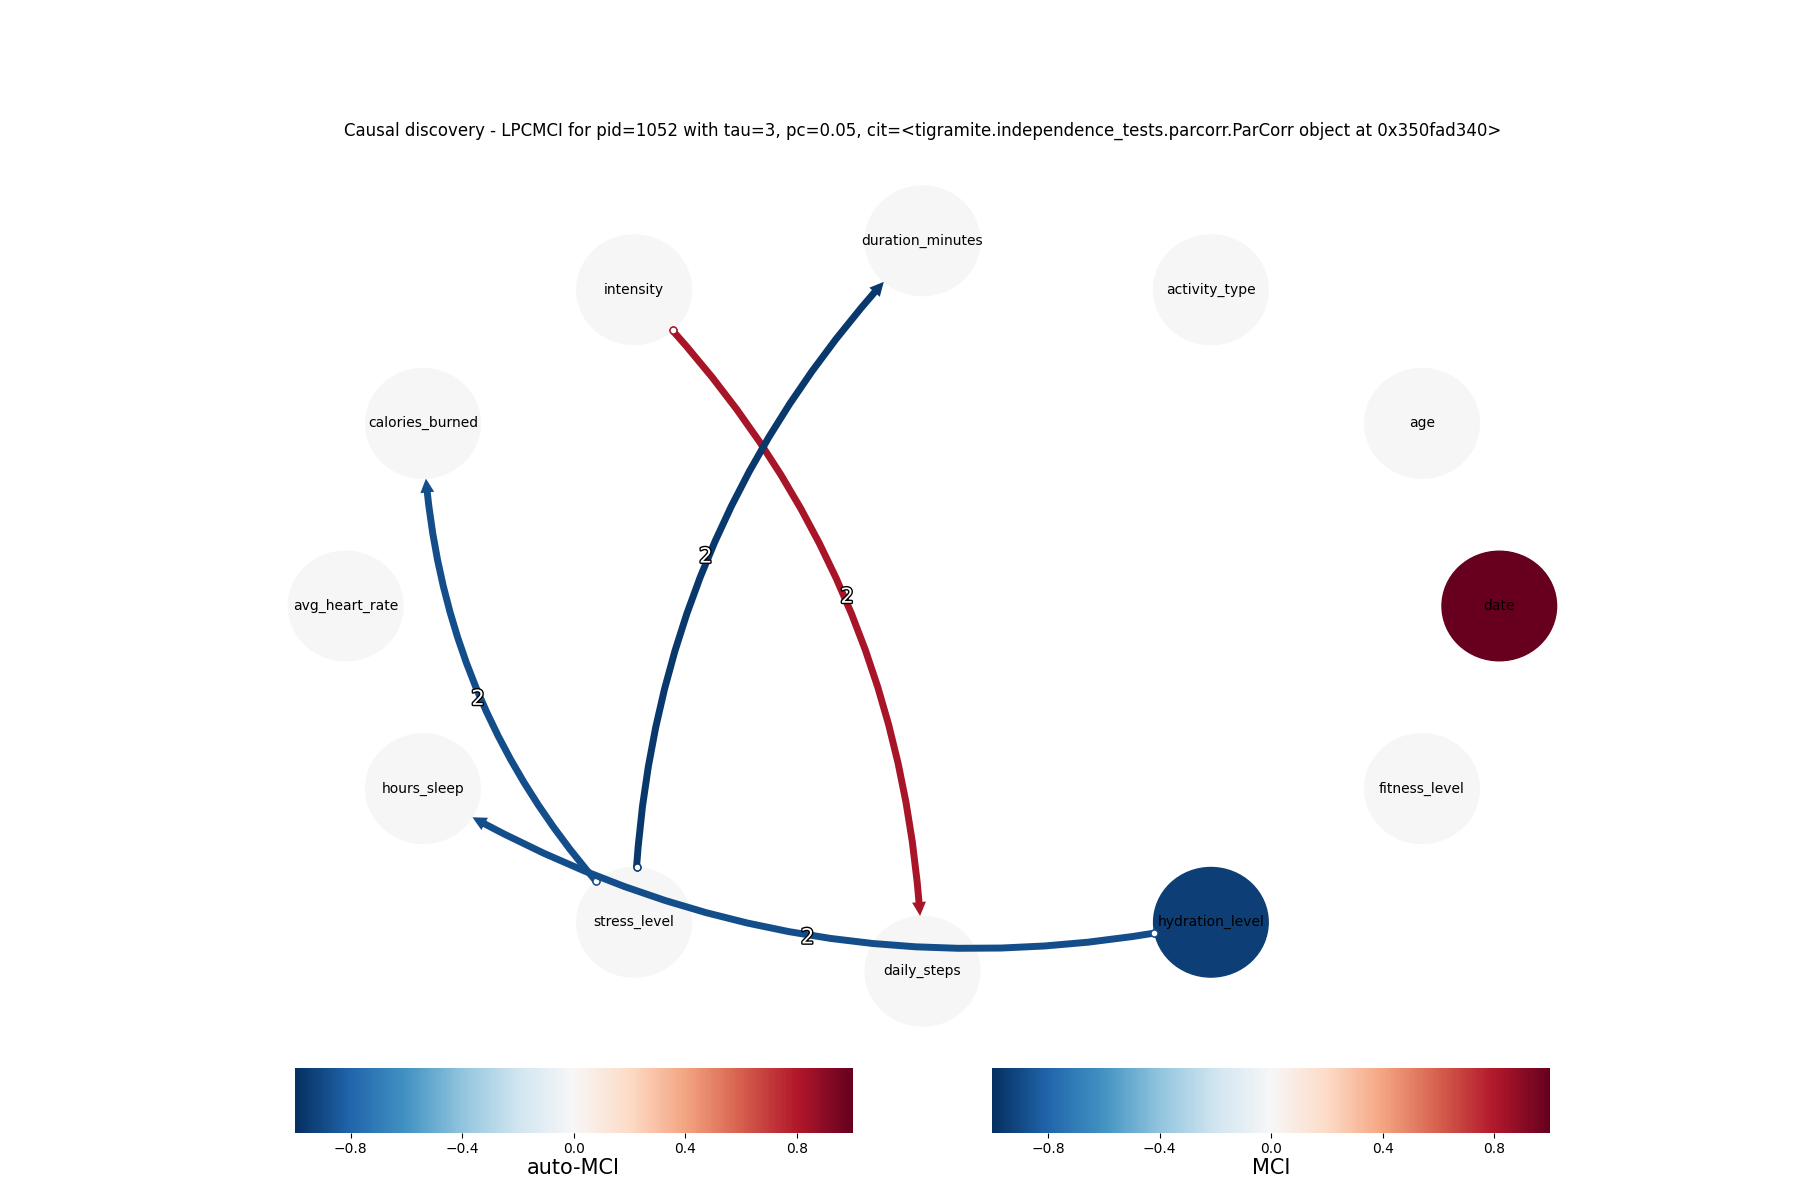 Causal discovery - LPCMCI for pid=1052 with tau=3, pc=0.05, cit=<tigramite.independence_tests.parcorr.ParCorr object at 0x350fad340>
duration_minutes
intensity
activity_type
calories_burned
age
2
2
avg_heart_rate
date
2
hours_sleep
fitness_level
stress_level
hydration_level
2
daily_steps
−0.8 −0.4 0.0 0.4 0.8
auto-MCI
−0.8 −0.4 0.0 0.4 0.8
MCI